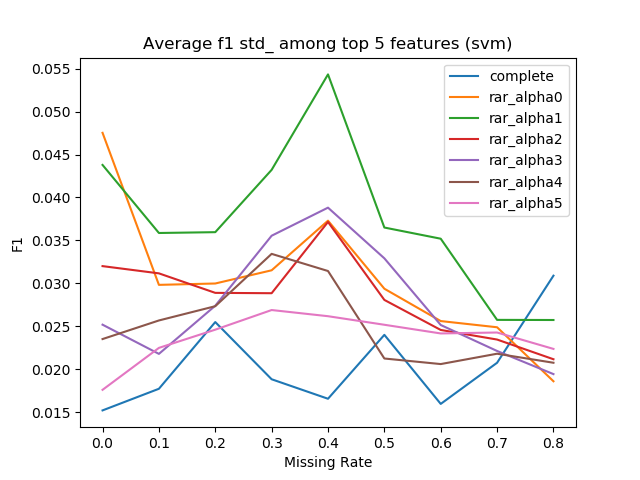 Average f1 std_ among top 5 features (svm)
complete
rar_alpha0
rar_alpha1
rar_alpha2
rar_alpha3
rar_alpha4
rar_alpha5
F1
0.055
0.050
0.045
0.040
0.035
0.030
0.025
0.020
0.015
0.0 0.1 0.2 0.3 0.4 0.5 0.6 0.7 0.8
Missing Rate